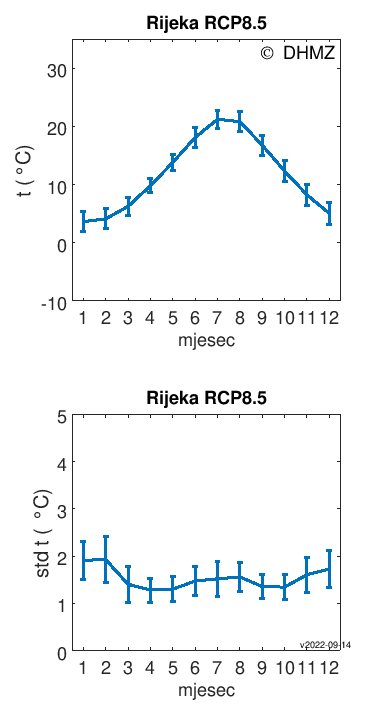 Rijeka RCP8.5
© DHMZ
30
20
10
0
-10
t ( °C)
1 2 3 4 5 6 7 8 9 10 11 12
mjesec
Rijeka RCP8.5
5
4
3
2
1
0
std t ( °C)
v2022-09-14
1 2 3 4 5 6 7 8 9 10 11 12
mjesec